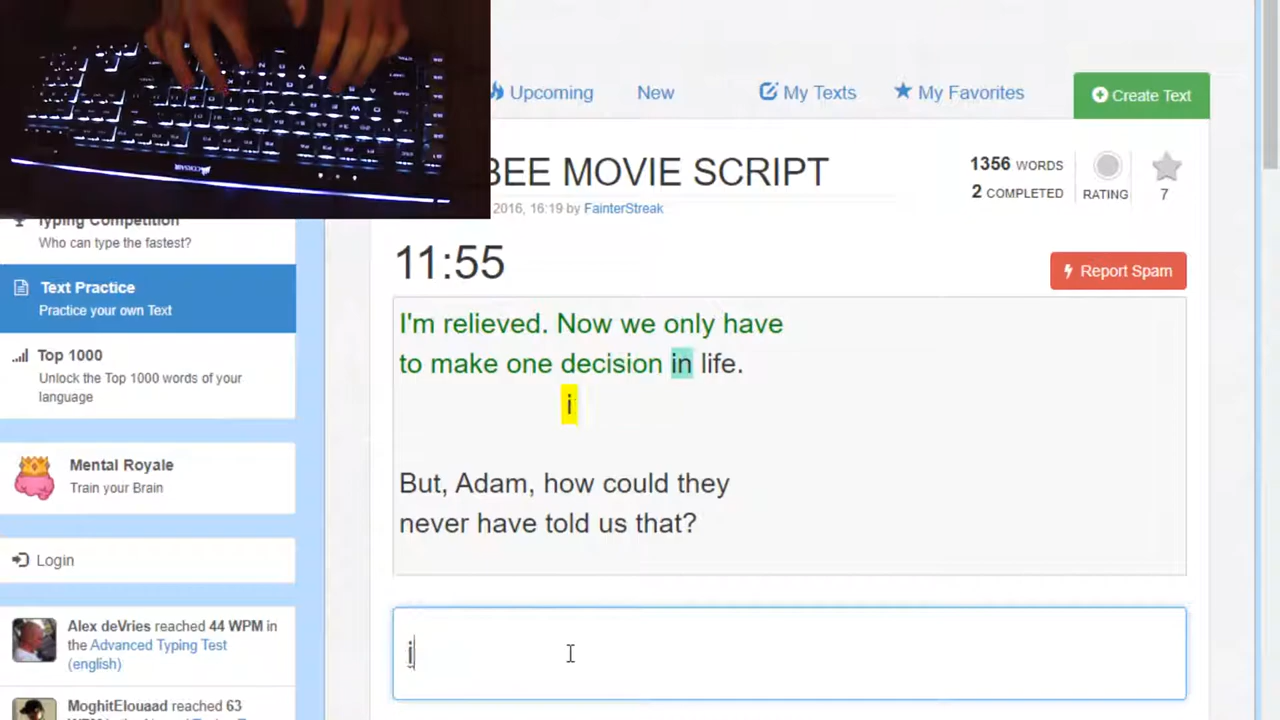 Upcoming
New
My Texts
My Favorites
Create Text
BEE MOVIE SCRIPT
1356 WORDS
2 COMPLETED
RATING
7
2016, 16:19 by FainterStreak
Typing Competition
Who can type the fastest?
Text Practice
Practice your own Text
Top 1000
Unlock the Top 1000 words of your
language
Mental Royale
Train your Brain
Login
Alex deVries reached 44 WPM in
the Advanced Typing Test
(english)
MoghitElouaad reached 63
11:55
Report Spam
I'm relieved. Now we only have
to make one decision in life.
i
But, Adam, how could they
never have told us that?
i
CORSAIR